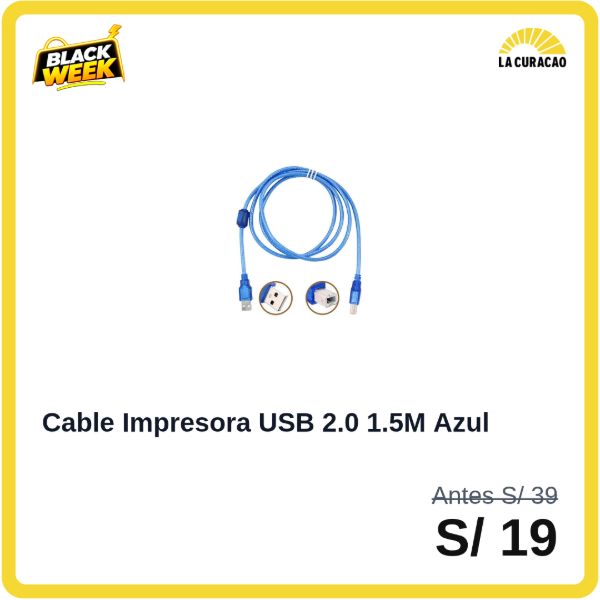 BLACK
WEEK
LA CURACAO
Cable Impresora USB 2.0 1.5M Azul
Antes S/ 39
S/ 19